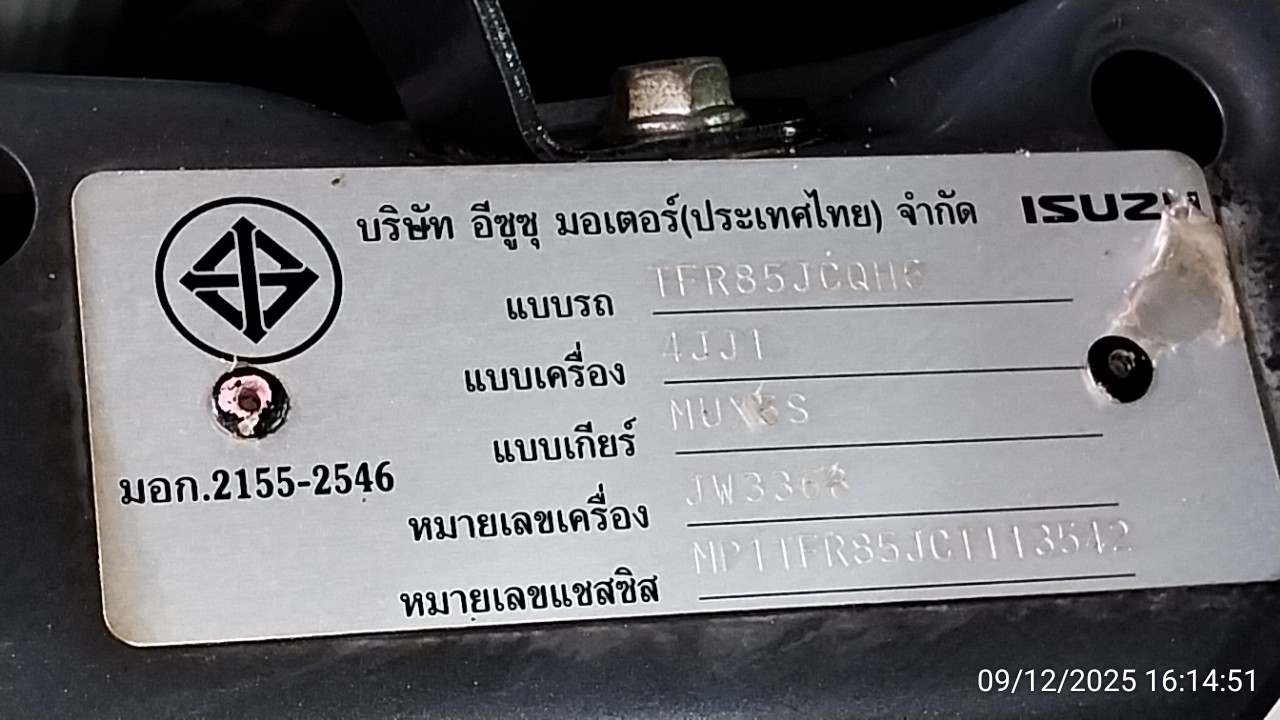 บริษัท อีซูซุ มอเตอร์(ประเทศไทย) จำกัด ISUZU
แบบรถ TFR85JCQH6
แบบเครื่อง 4JJ1
แบบเกียร์ MUX5S
มอก.2155-2546
หมายเลขเครื่อง JW3368
หมายเลขแชสซิส
09/12/2025 16:14:51